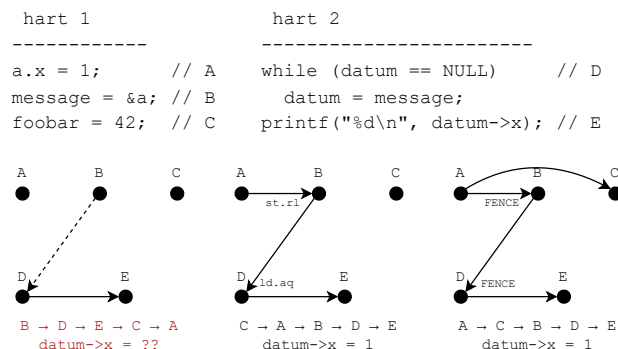 hart 1 hart 2
------------ --------------------------
a.x = 1; // A while (datum == NULL) // D
message = &a; // B datum = message;
foobar = 42; // C printf("%d\n", datum->x); // E
A B C A B C A B C
st.rl FENCE
D E D ld.aq E D FENCE E
B → D → E → C → A C → A → B → D → E A → C → B → D → E
datum->x = ?? datum->x = 1 datum->x = 1